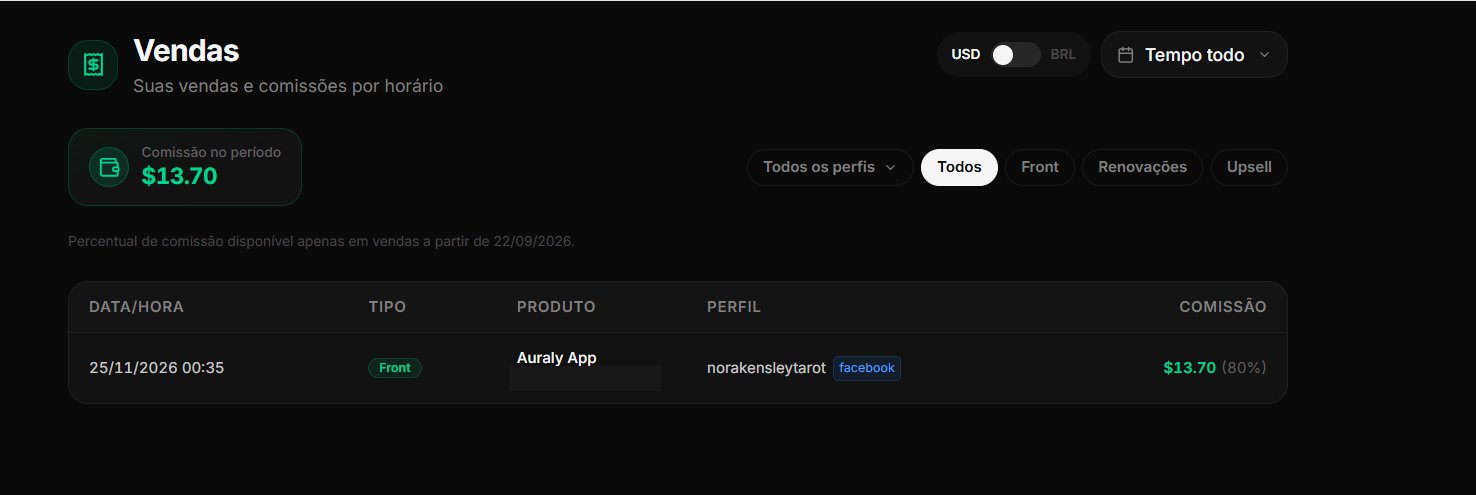 Vendas
Suas vendas e comissões por horário
USD BRL Tempo todo
Comissão no período
$13.70
Todos os perfis Todos Front Renovações Upsell
Percentual de comissão disponível apenas em vendas a partir de 22/09/2026.
DATA/HORA TIPO PRODUTO PERFIL COMISSÃO
25/11/2026 00:35 Front Auraly App norakensleytarot facebook $13.70 (80%)